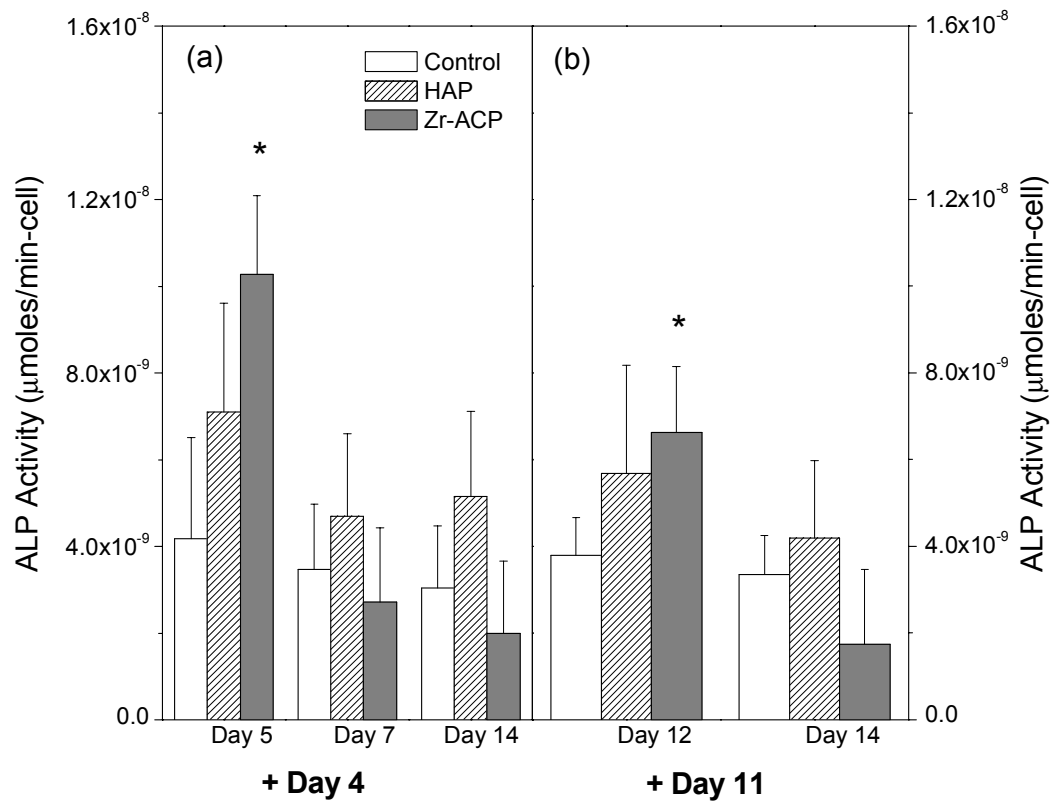 1.6x10⁻⁸
1.2x10⁻⁸
8.0x10⁻⁹
4.0x10⁻⁹
0.0
ALP Activity (μmoles/min-cell)
(a)
Control
HAP
Zr-ACP
*
Day 5 Day 7 Day 14
+ Day 4
(b)
*
Day 12 Day 14
+ Day 11
1.6x10⁻⁸
1.2x10⁻⁸
8.0x10⁻⁹
4.0x10⁻⁹
0.0
ALP Activity (μmoles/min-cell)